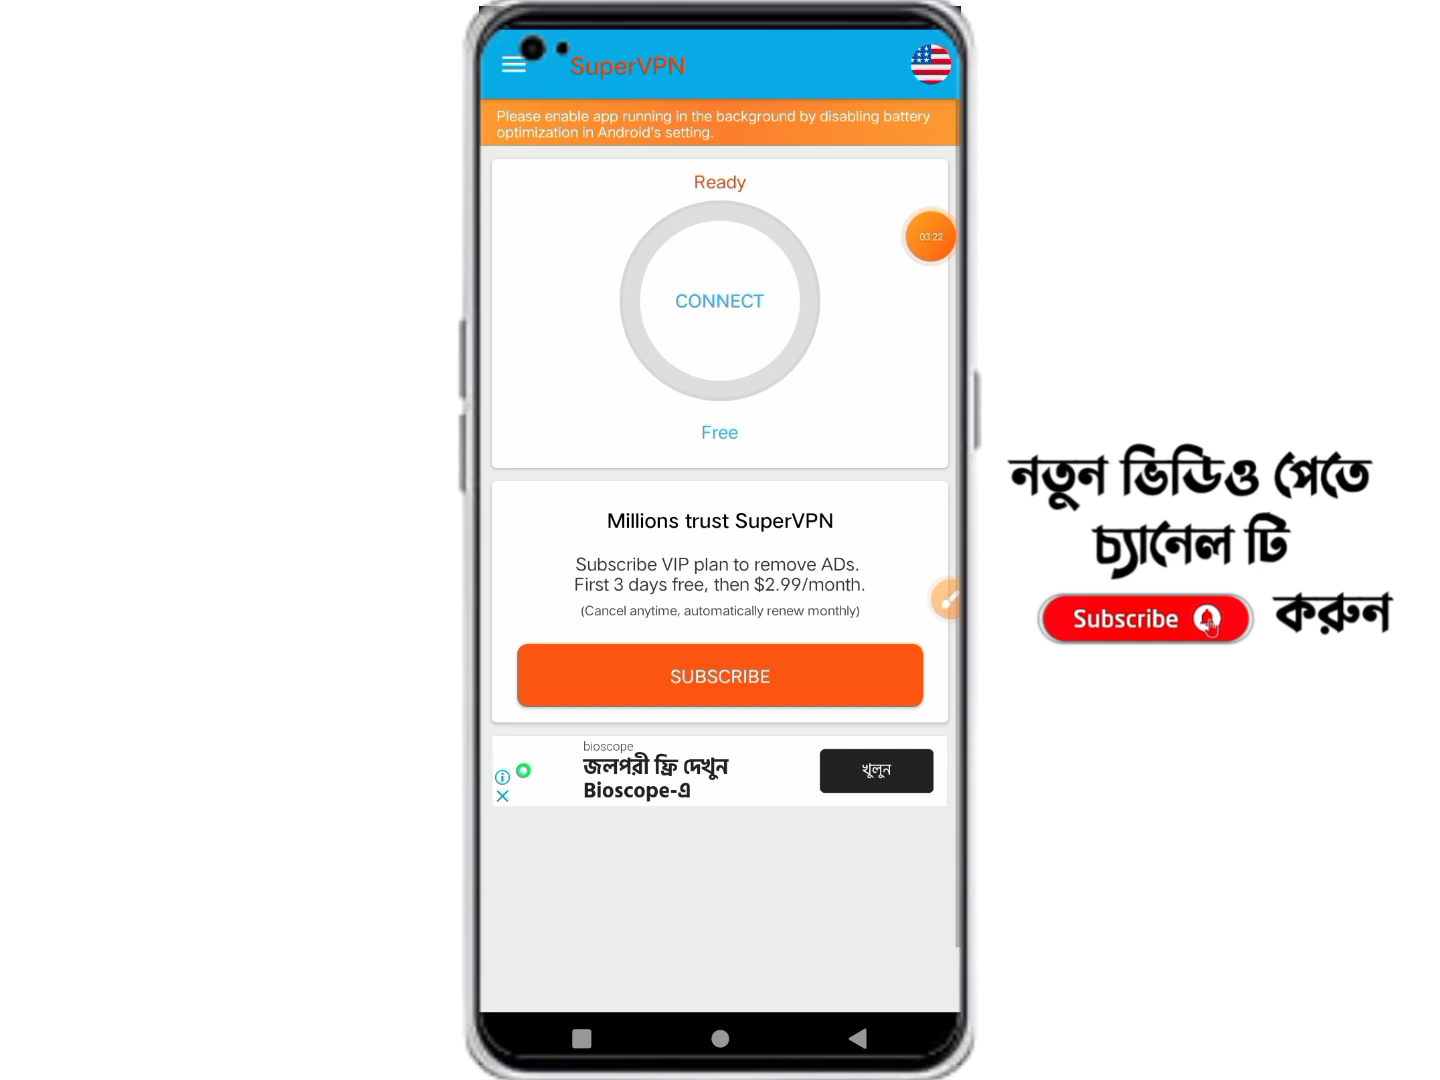 SuperVPN
Please enable app running in the background by disabling battery
optimization in Android's setting.
Ready
03:22
CONNECT
Free
Millions trust SuperVPN
Subscribe VIP plan to remove ADs.
First 3 days free, then $2.99/month.
(Cancel anytime, automatically renew monthly)
SUBSCRIBE
bioscope
জলপরী ফ্রি দেখুন
Bioscope-এ
খুলুন
নতুন ভিডিও পেতে
চ্যানেল টি
Subscribe করুন